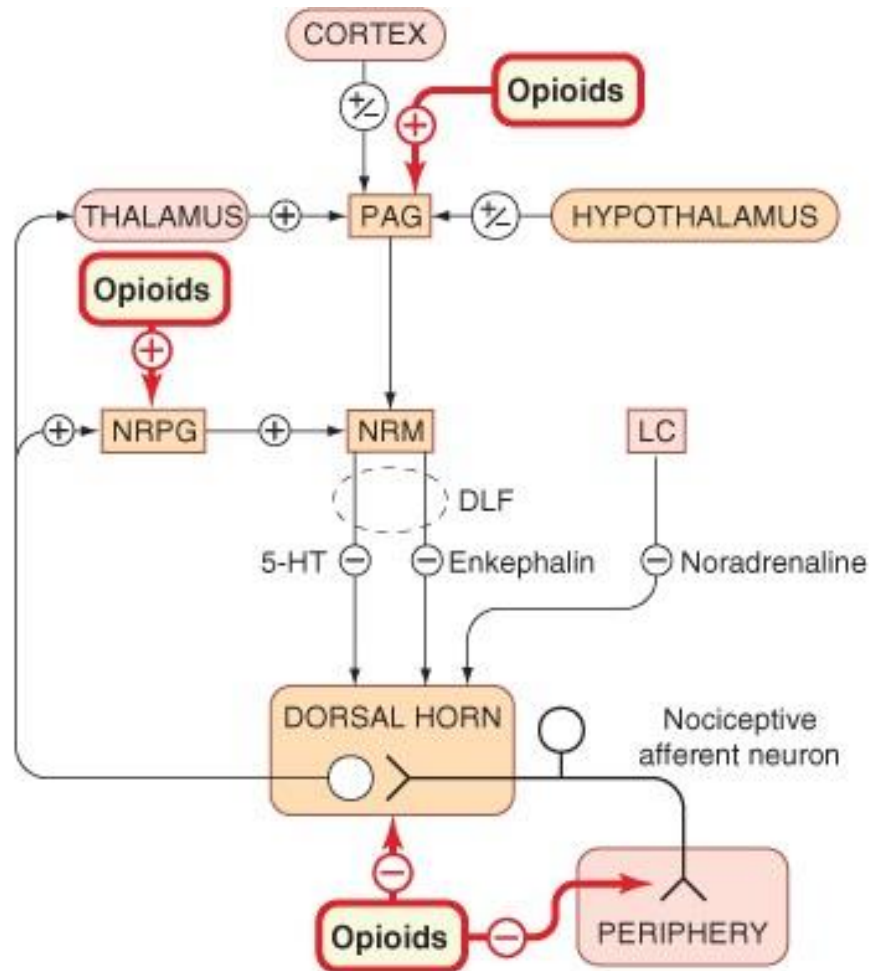 CORTEX
Opioids
+/−
+
THALAMUS
+
PAG
+/−
HYPOTHALAMUS
Opioids
+
+
NRPG
+
NRM
LC
DLF
5-HT
−
−
Enkephalin
−
Noradrenaline
DORSAL HORN
Nociceptive
afferent neuron
−
Opioids
−
PERIPHERY